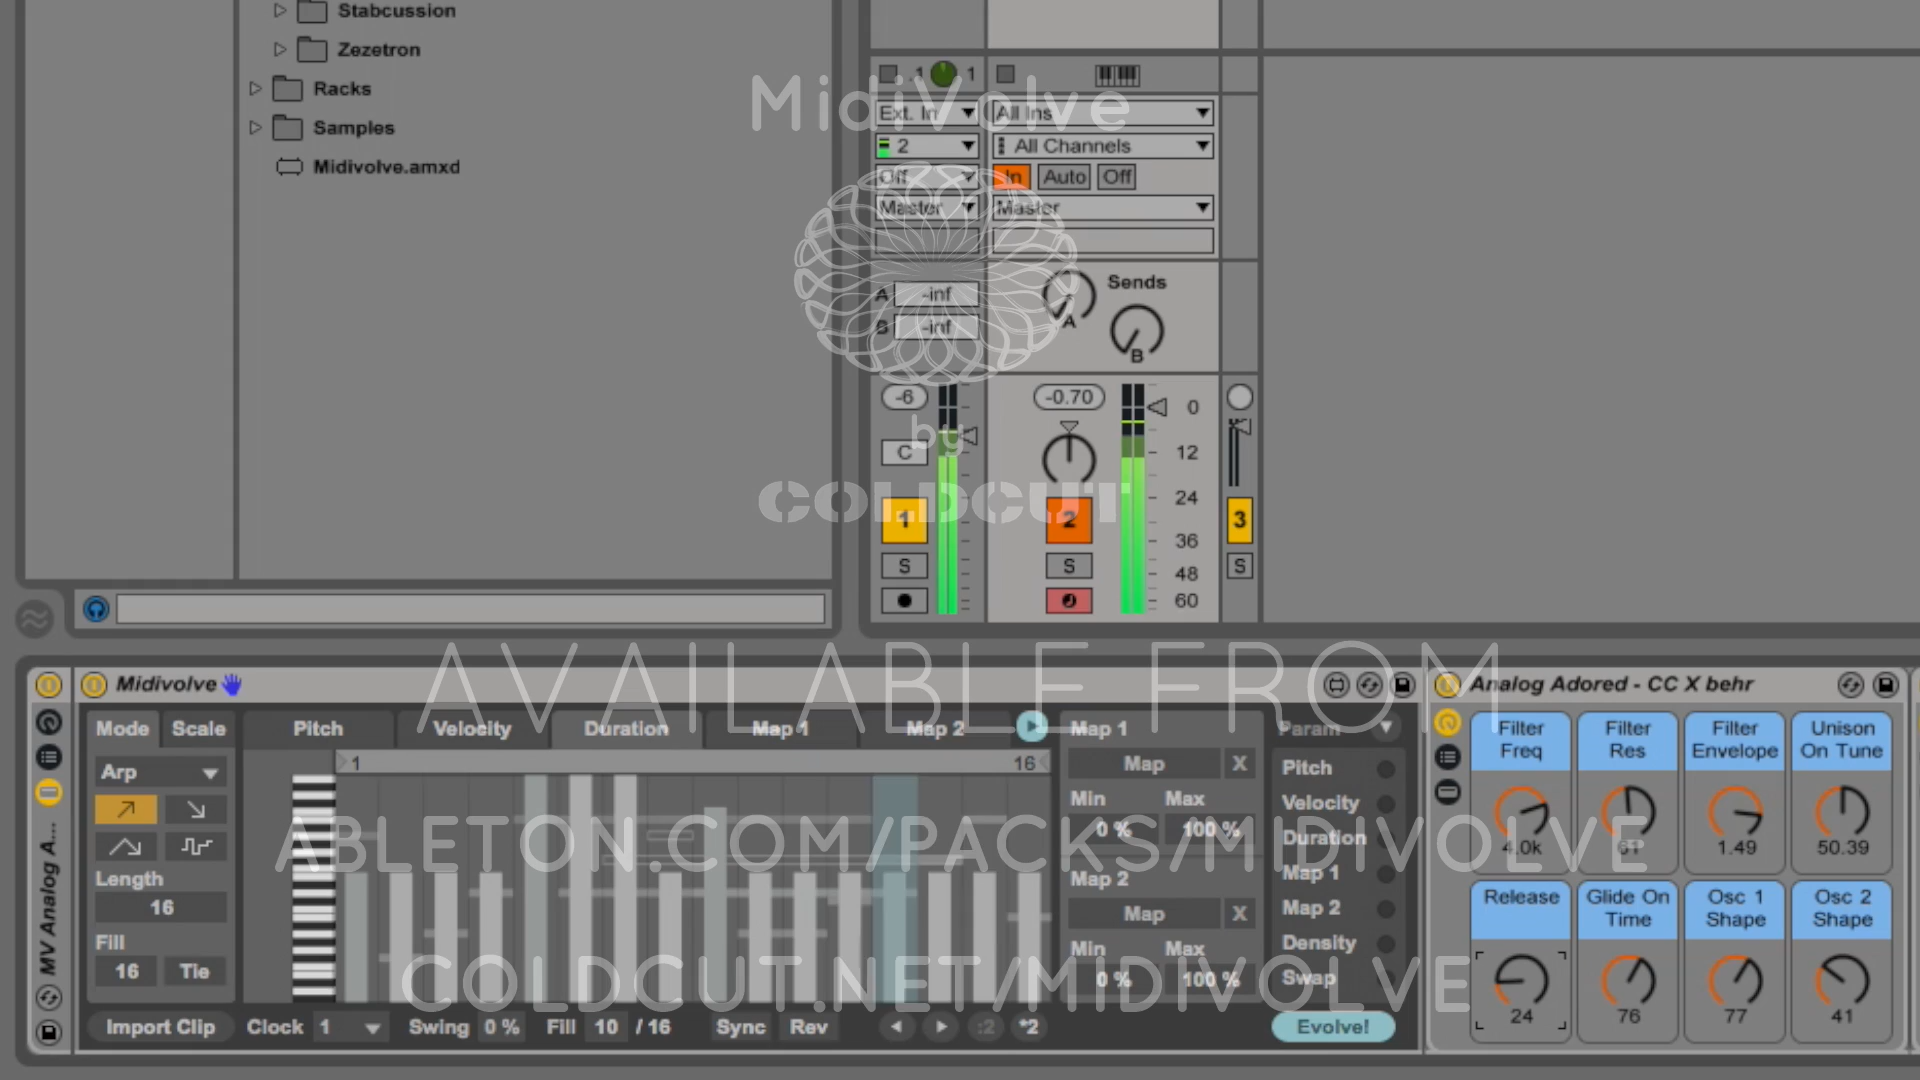 Stabcussion
Zezetron
Racks
Samples
Midivolve.amxd
MidiVolve
by
COLDCUT
AVAILABLE FROM
ABLETON.COM/PACKS/MIDIVOLVE
COLDCUT.NET/MIDIVOLVE
.1 1
Ext. In
2
Off
Master
A -inf
B -inf
-6
C
1
S
All Ins
All Channels
In Auto Off
Master
Sends
A
B
-0.70
0
12
24
36
48
60
2
S
3
S
MV Analog A...
Midivolve
Mode Scale
Arp
Length
16
Fill
16 Tie
Import Clip
Pitch Velocity Duration Map 1 Map 2
1 16
Clock 1 Swing 0 % Fill 10 / 16 Sync Rev :2 *2
Map 1
Map X
Min Max
0 % 100 %
Map 2
Map X
Min Max
0 % 100 %
Param
Pitch
Velocity
Duration
Map 1
Map 2
Density
Swap
Evolve!
Analog Adored - CC X behr
Filter Freq
4.0k
Filter Res
61
Filter Envelope
1.49
Unison On Tune
50.39
Release
24
Glide On Time
76
Osc 1 Shape
77
Osc 2 Shape
41